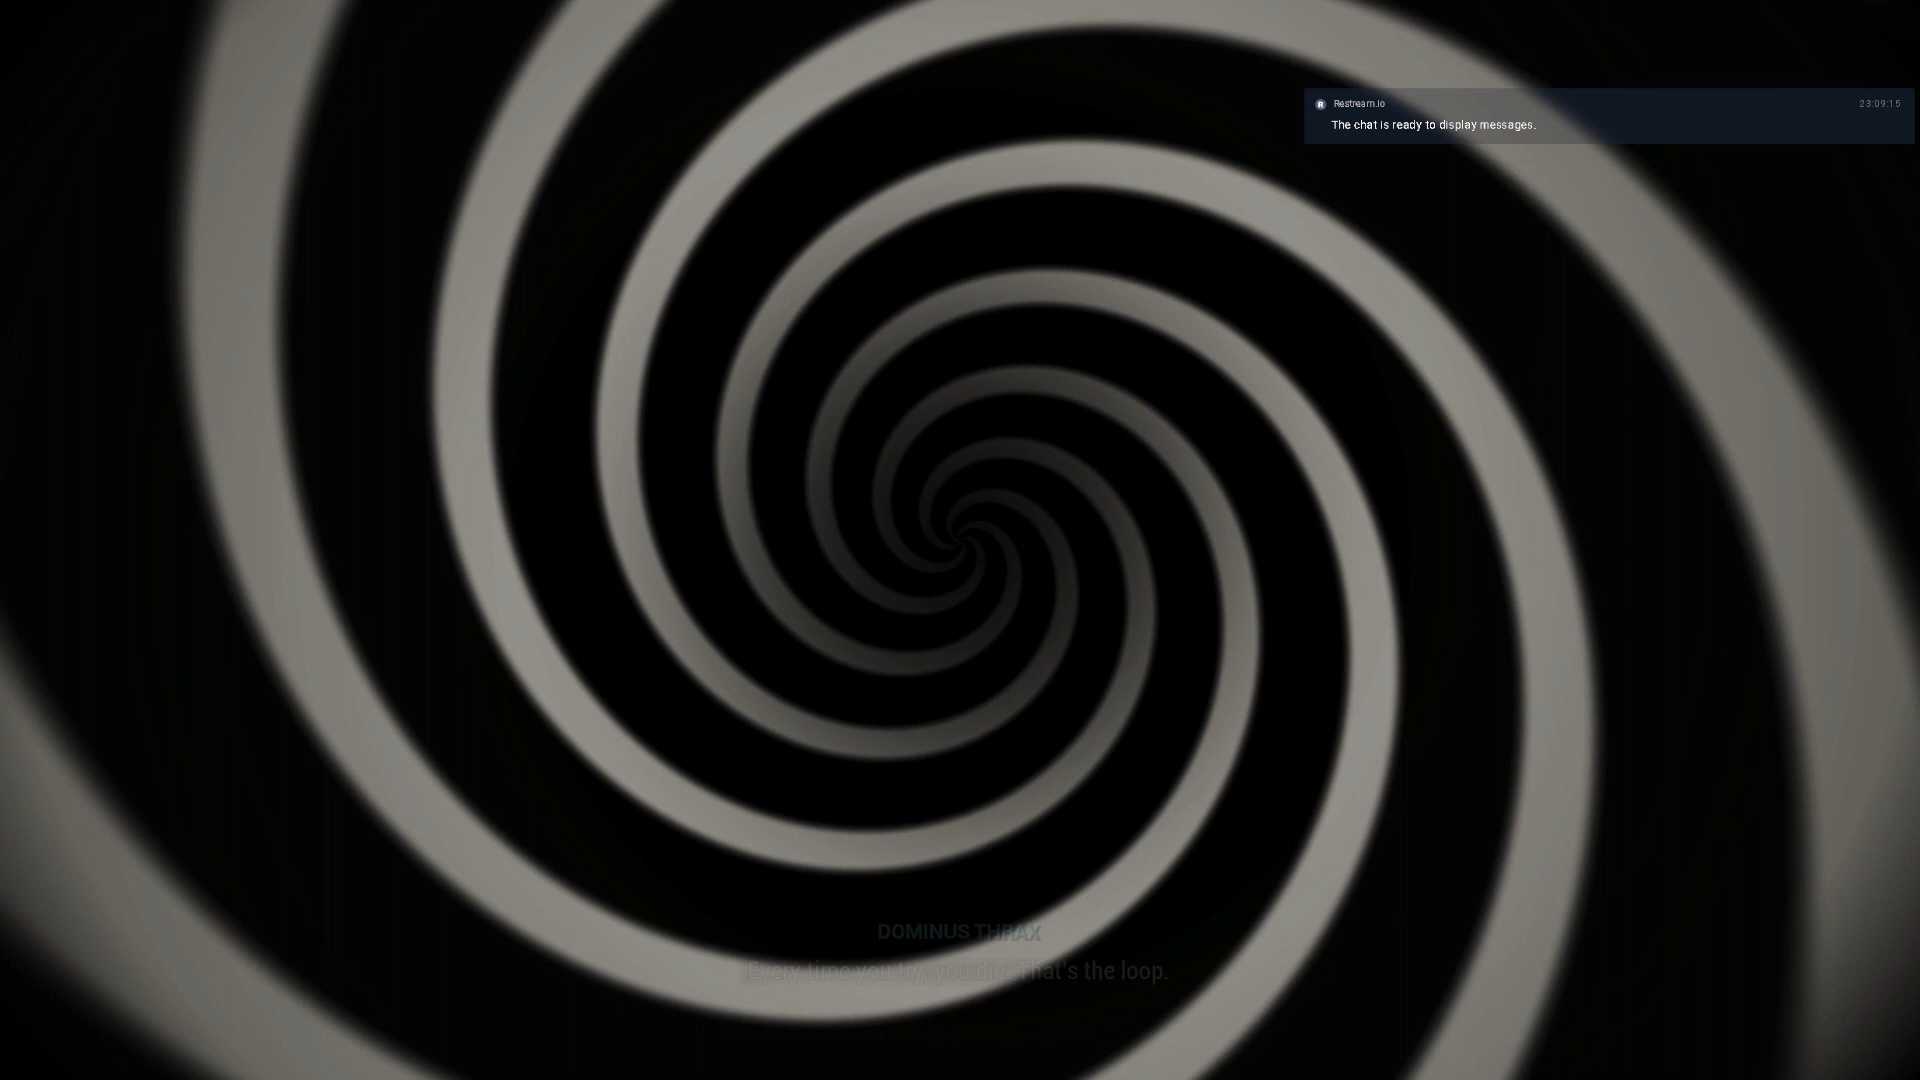 Restream.io 23:09:15
The chat is ready to display messages.
DOMINUS THRAX
Every time you try, you die. That's the loop.